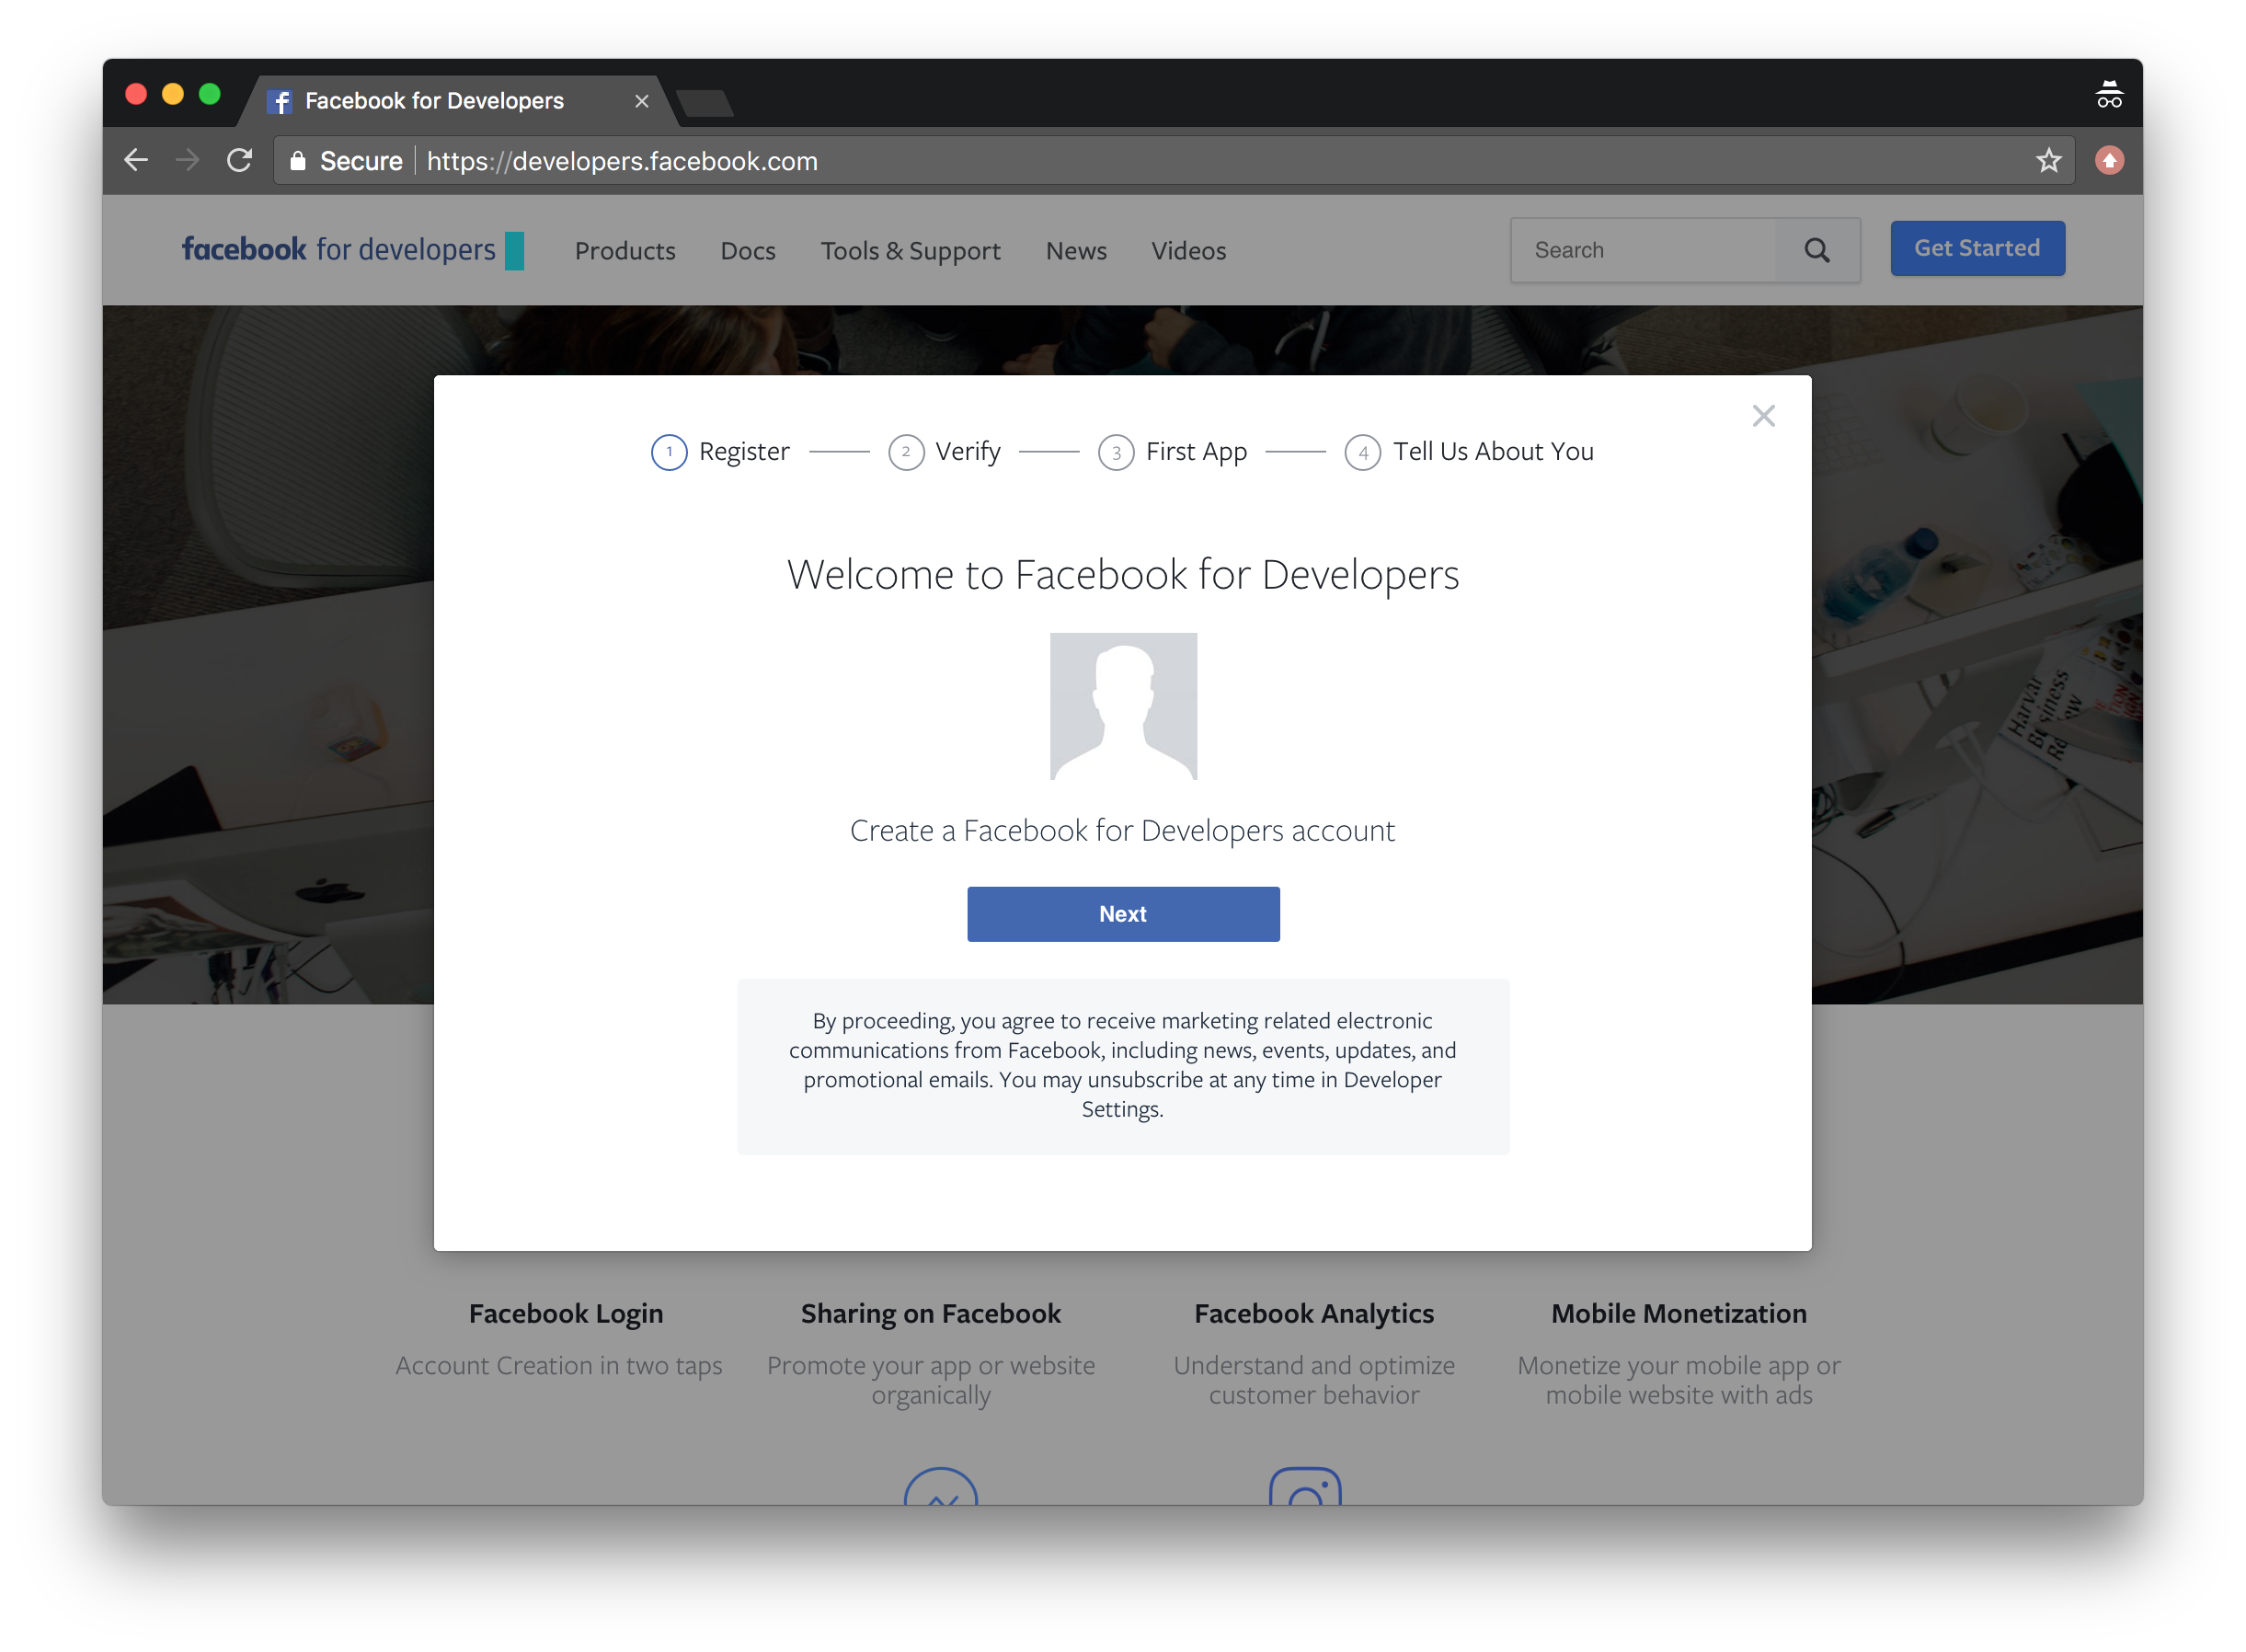 Facebook for Developers
Secure
https://developers.facebook.com
facebook for developers
Products
Docs
Tools & Support
News
Videos
Search
Get Started
1 Register
2 Verify
3 First App
4 Tell Us About You
Welcome to Facebook for Developers
Create a Facebook for Developers account
Next
By proceeding, you agree to receive marketing related electronic
communications from Facebook, including news, events, updates, and
promotional emails. You may unsubscribe at any time in Developer
Settings.
Facebook Login
Account Creation in two taps
Sharing on Facebook
Promote your app or website
organically
Facebook Analytics
Understand and optimize
customer behavior
Mobile Monetization
Monetize your mobile app or
mobile website with ads